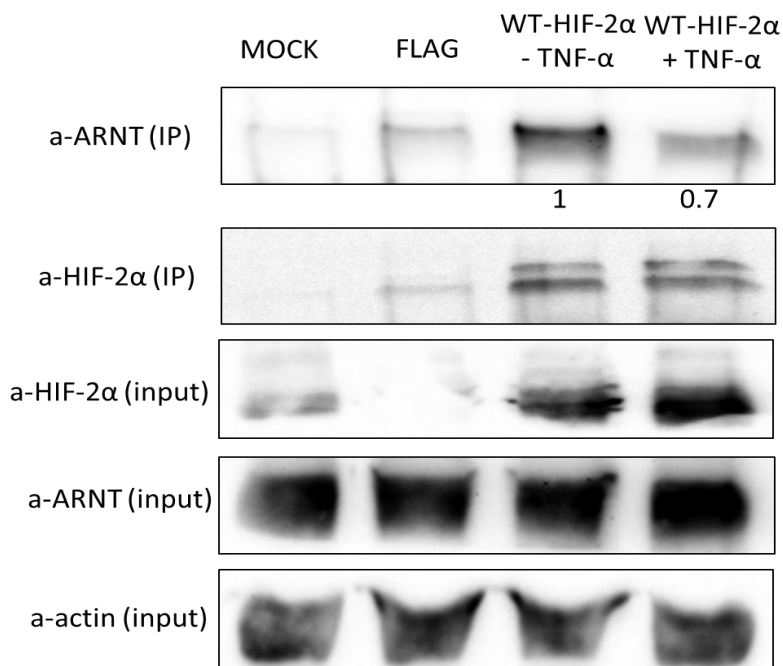 MOCK FLAG WT-HIF-2α WT-HIF-2α
- TNF-α + TNF-α
a-ARNT (IP)
1 0.7
a-HIF-2α (IP)
a-HIF-2α (input)
a-ARNT (input)
a-actin (input)